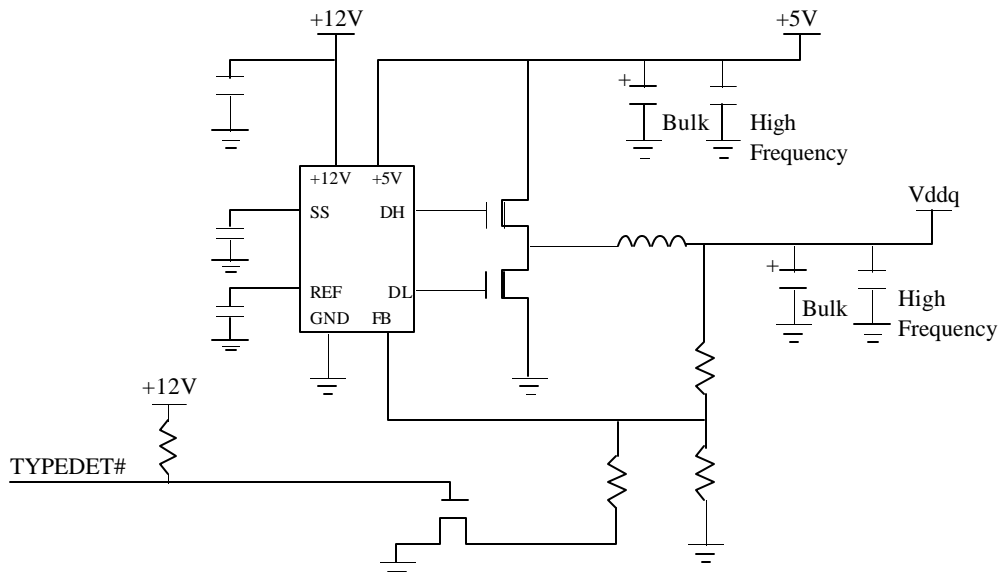 +12V
+5V
+
Bulk
High
Frequency
+12V
+5V
SS
DH
Vddq
REF
DL
GND
FB
+
Bulk
High
Frequency
+12V
TYPEDET#